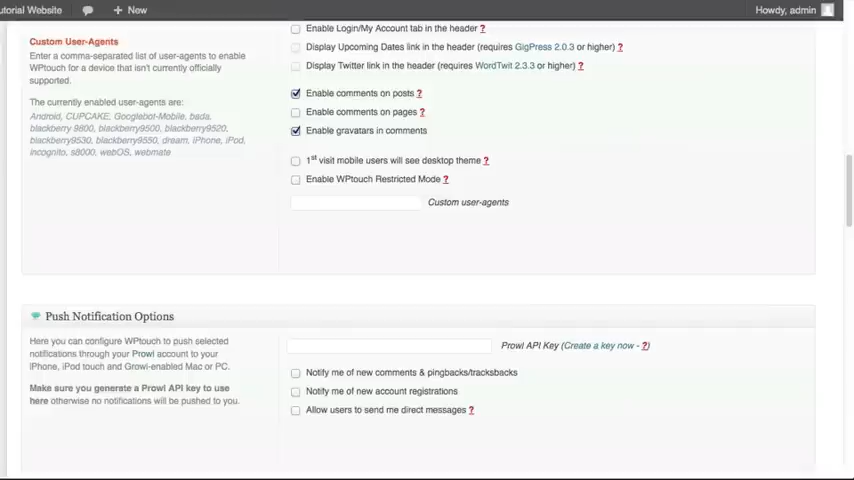 utorial Website
New
Howdy, admin
Enable Login/My Account tab in the header ?
Custom User-Agents
Enter a comma-separated list of user-agents to enable
WPtouch for a device that isn't currently officially
supported.
The currently enabled user-agents are:
Android, CUPCAKE, Googlebot-Mobile, bada,
blackberry 9800, blackberry9500, blackberry9520,
blackberry9530, blackberry9550, dream, iPhone, iPod,
incognito, s8000, webOS, webmate
Display Upcoming Dates link in the header (requires GigPress 2.0.3 or higher) ?
Display Twitter link in the header (requires WordTwit 2.3.3 or higher) ?
Enable comments on posts ?
Enable comments on pages ?
Enable gravatars in comments
1st visit mobile users will see desktop theme ?
Enable WPtouch Restricted Mode ?
Custom user-agents
Push Notification Options
Here you can configure WPtouch to push selected
notifications through your Prowl account to your
iPhone, iPod touch and Growl-enabled Mac or PC.
Make sure you generate a Prowl API key to use
here otherwise no notifications will be pushed to you.
Prowl API Key (Create a key now - ?)
Notify me of new comments & pingbacks/tracksbacks
Notify me of new account registrations
Allow users to send me direct messages ?